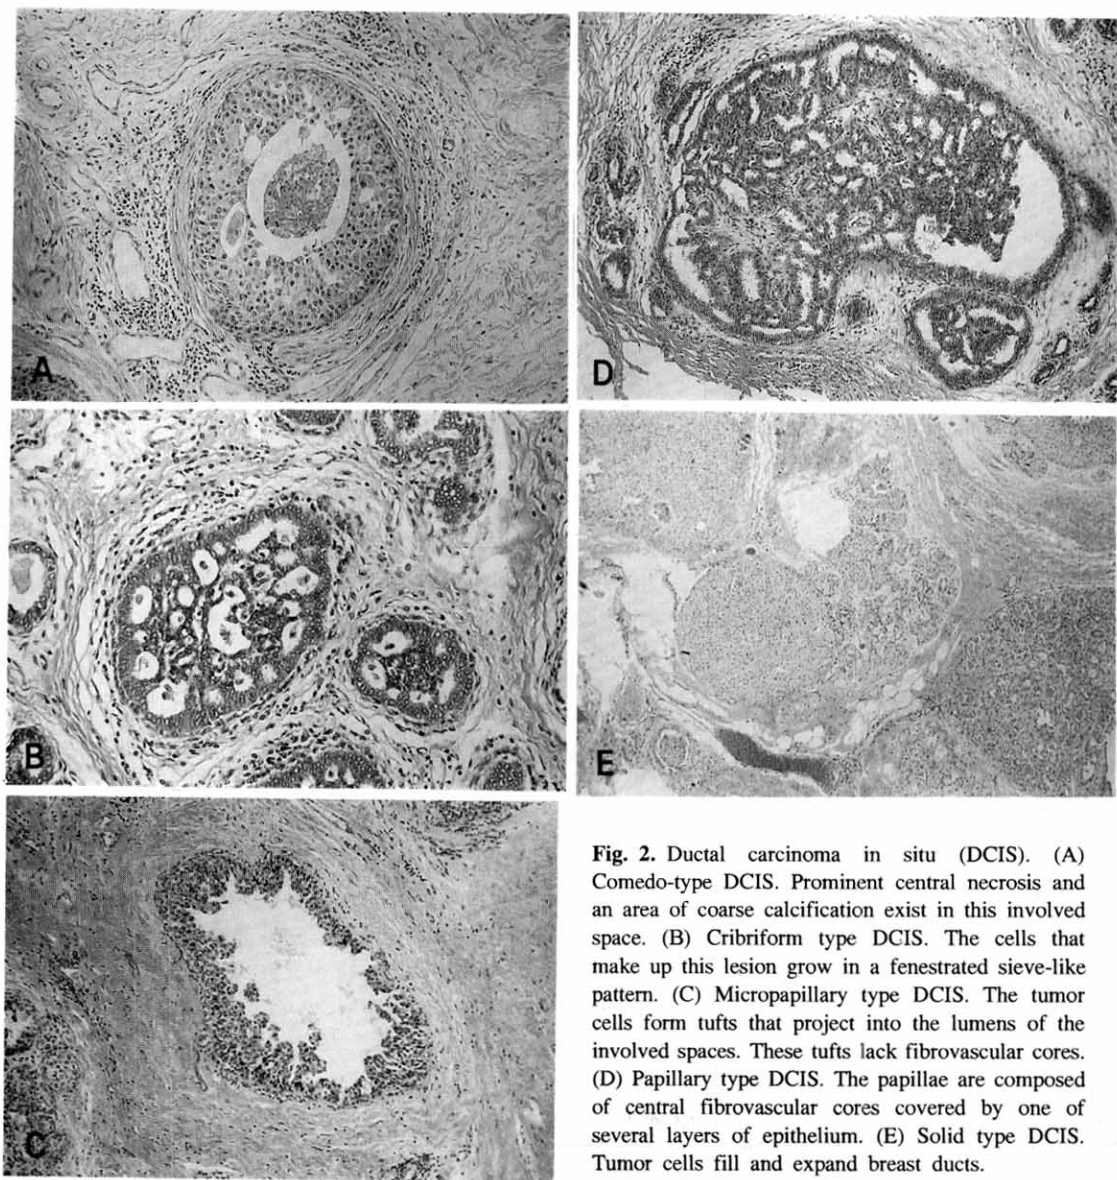 A
D
B
E
C
Fig. 2. Ductal carcinoma in situ (DCIS). (A)
Comedo-type DCIS. Prominent central necrosis and
an area of coarse calcification exist in this involved
space. (B) Cribriform type DCIS. The cells that
make up this lesion grow in a fenestrated sieve-like
pattern. (C) Micropapillary type DCIS. The tumor
cells form tufts that project into the lumens of the
involved spaces. These tufts lack fibrovascular cores.
(D) Papillary type DCIS. The papillae are composed
of central fibrovascular cores covered by one of
several layers of epithelium. (E) Solid type DCIS.
Tumor cells fill and expand breast ducts.